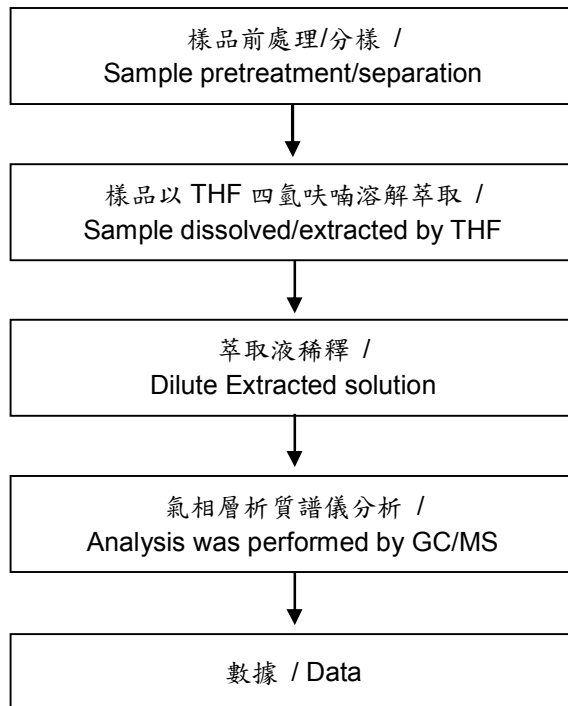 樣品前處理/分樣 /
Sample pretreatment/separation
樣品以 THF 四氫呋喃溶解萃取 /
Sample dissolved/extracted by THF
萃取液稀釋 /
Dilute Extracted solution
氣相層析質譜儀分析 /
Analysis was performed by GC/MS
數據 / Data